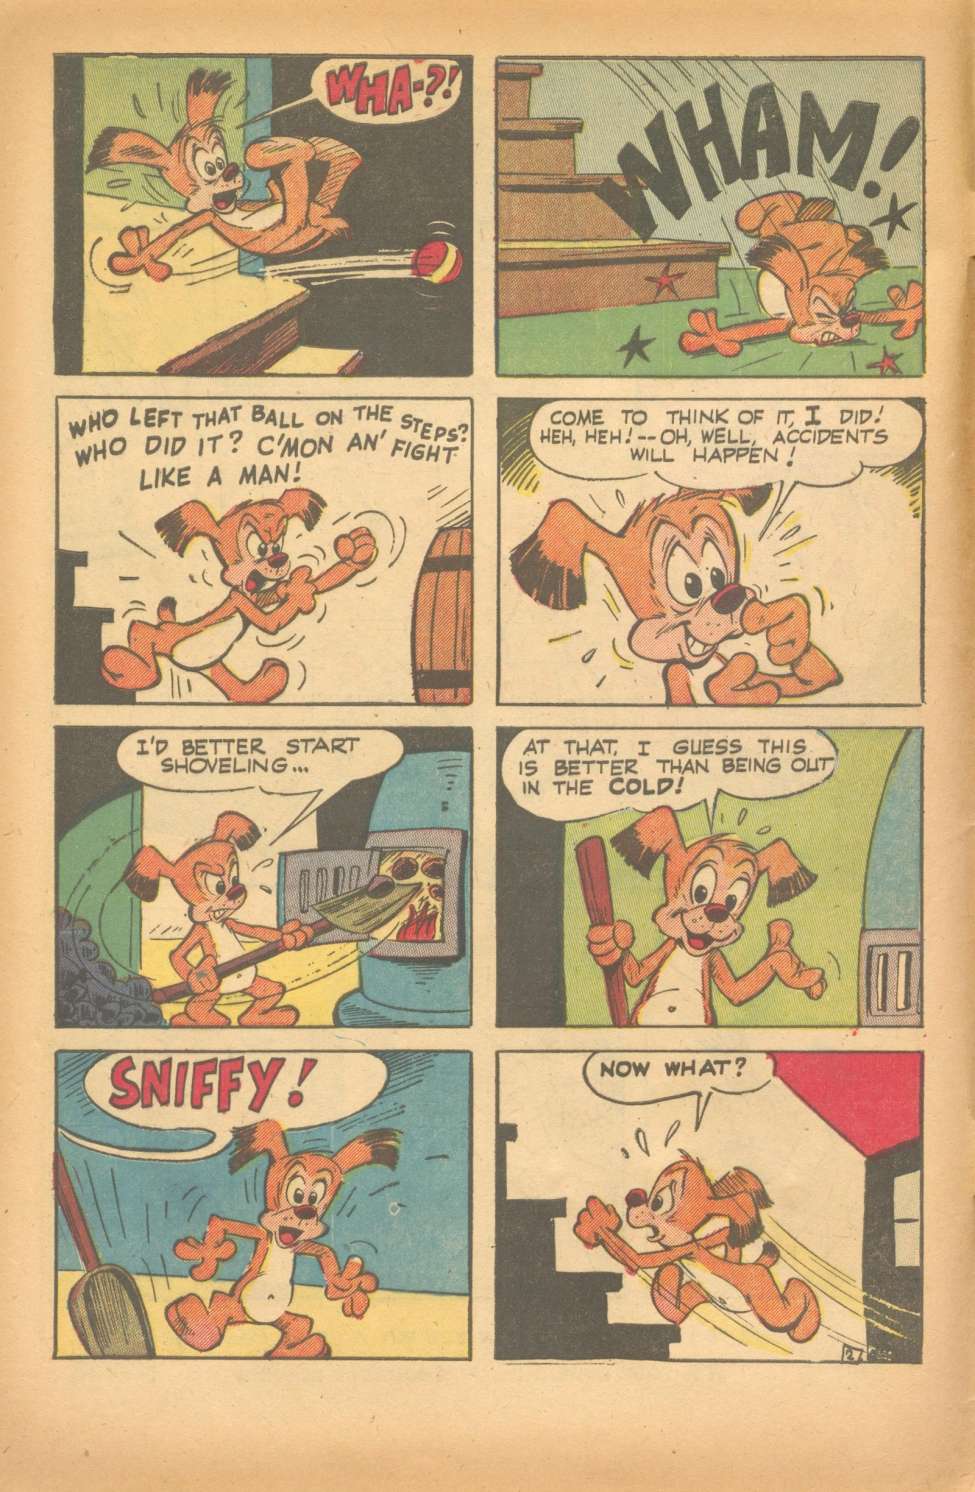 WHA-?!
WHAM!
WHO LEFT THAT BALL ON THE STEPS?
WHO DID IT? C'MON AN' FIGHT
LIKE A MAN!
COME TO THINK OF IT, I DID!
HEH, HEH!--OH, WELL, ACCIDENTS
WILL HAPPEN!
I'D BETTER START
SHOVELING...
AT THAT, I GUESS THIS
IS BETTER THAN BEING OUT
IN THE COLD!
SNIFFY!
NOW WHAT?
2